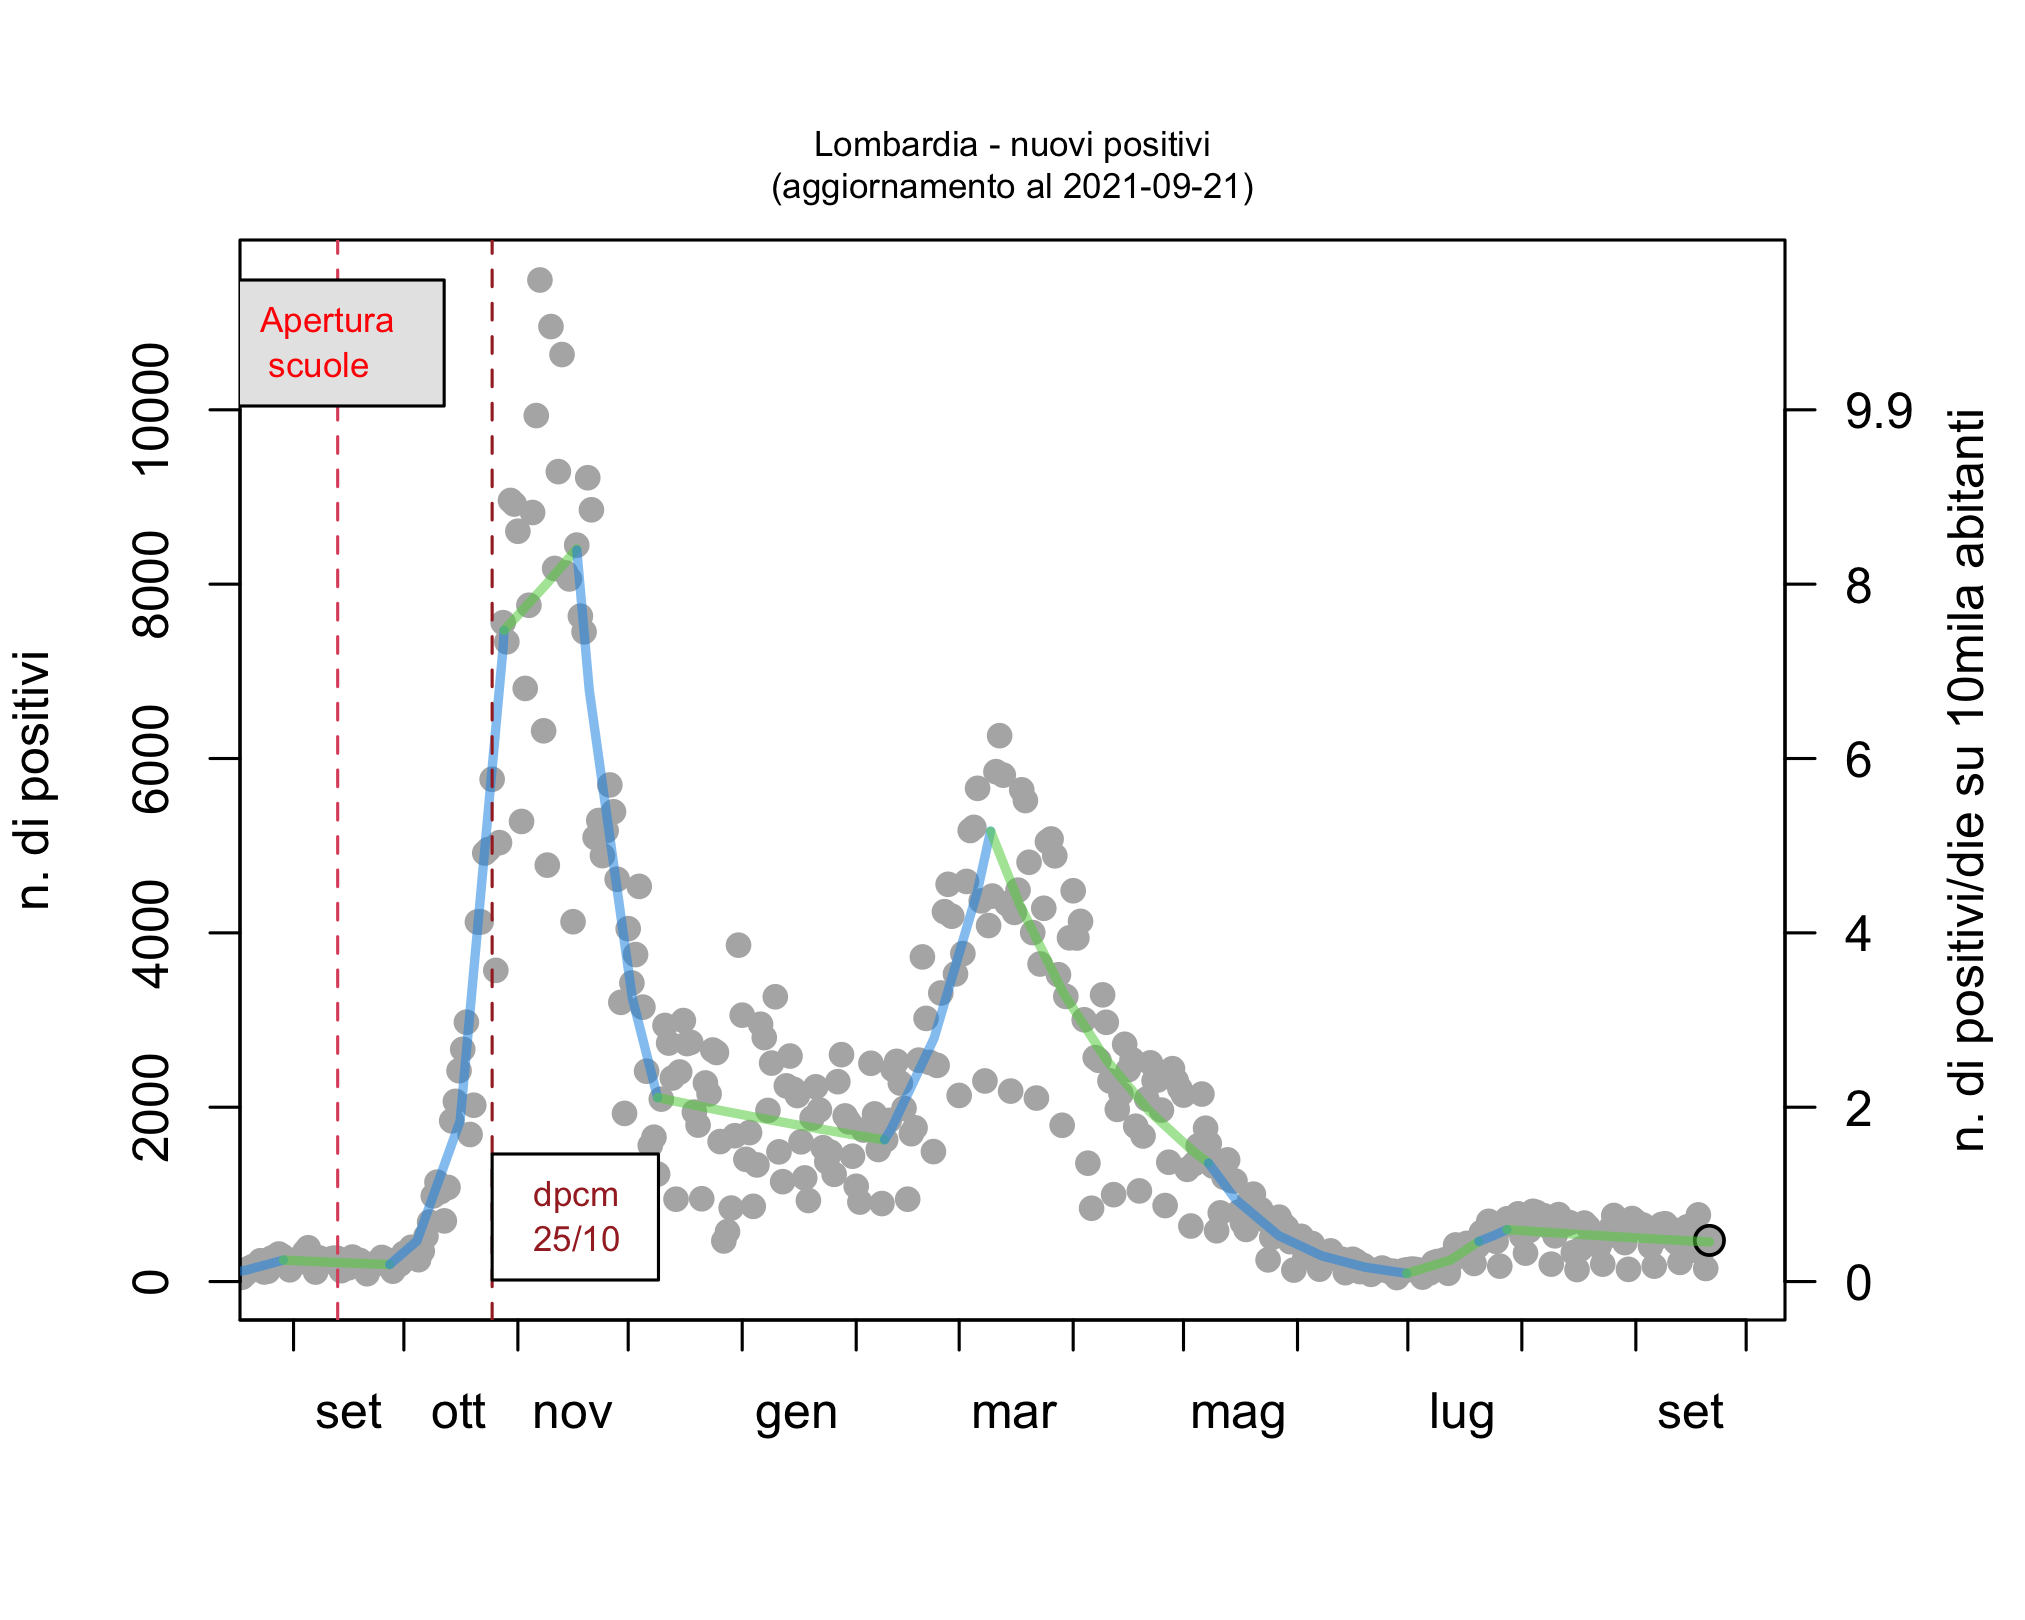 Lombardia - nuovi positivi
(aggiornamento al 2021-09-21)
Apertura
scuole
dpcm
25/10
n. di positivi
10000
8000
6000
4000
2000
0
9.9
8
6
4
2
0
n. di positivi/die su 10mila abitanti
set ott nov gen mar mag lug set